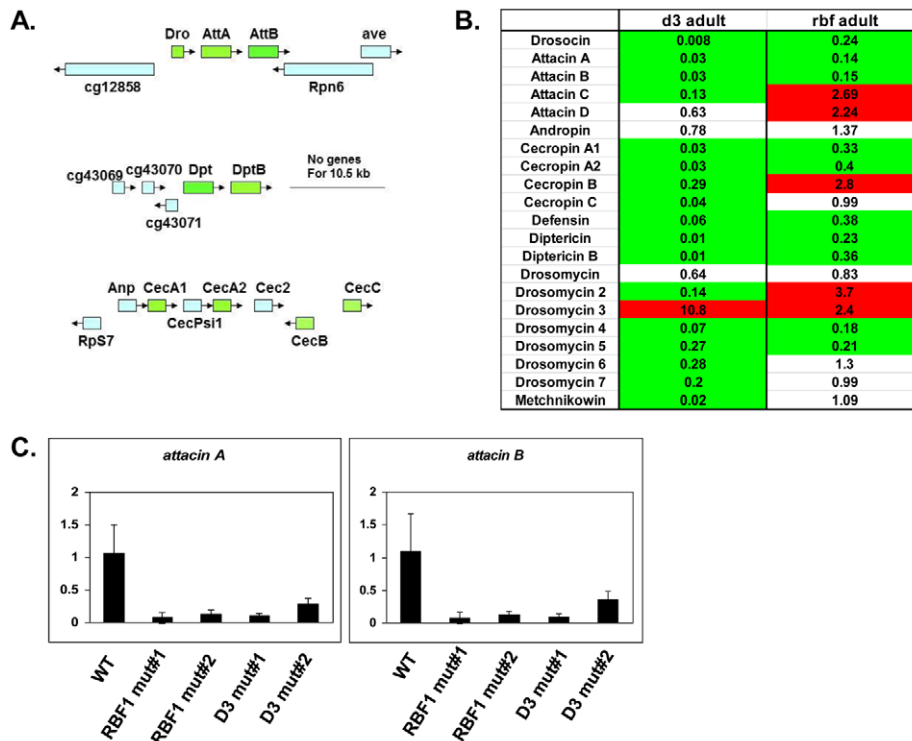 A.
Dro AttA AttB ave
cg12858 Rpn6
cg43069 cg43070 Dpt DptB No genes
For 10.5 kb
cg43071
Anp CecA1 CecA2 Cec2 CecC
RpS7 CecPsi1 CecB
B.
d3 adult rbf adult
Drosocin 0.008 0.24
Attacin A 0.03 0.14
Attacin B 0.03 0.15
Attacin C 0.13 2.69
Attacin D 0.63 2.24
Andropin 0.78 1.37
Cecropin A1 0.03 0.33
Cecropin A2 0.03 0.4
Cecropin B 0.29 2.8
Cecropin C 0.04 0.99
Defensin 0.06 0.38
Diptericin 0.01 0.23
Diptericin B 0.01 0.36
Drosomycin 0.64 0.83
Drosomycin 2 0.14 3.7
Drosomycin 3 10.8 2.4
Drosomycin 4 0.07 0.18
Drosomycin 5 0.27 0.21
Drosomycin 6 0.28 1.3
Drosomycin 7 0.2 0.99
Metchnikowin 0.02 1.09
C.
attacin A
2
1.5
1
0.5
0
WT RBF1 mut#1 RBF1 mut#2 D3 mut#1 D3 mut#2
attacin B
2
1.5
1
0.5
0
WT RBF1 mut#1 RBF1 mut#2 D3 mut#1 D3 mut#2